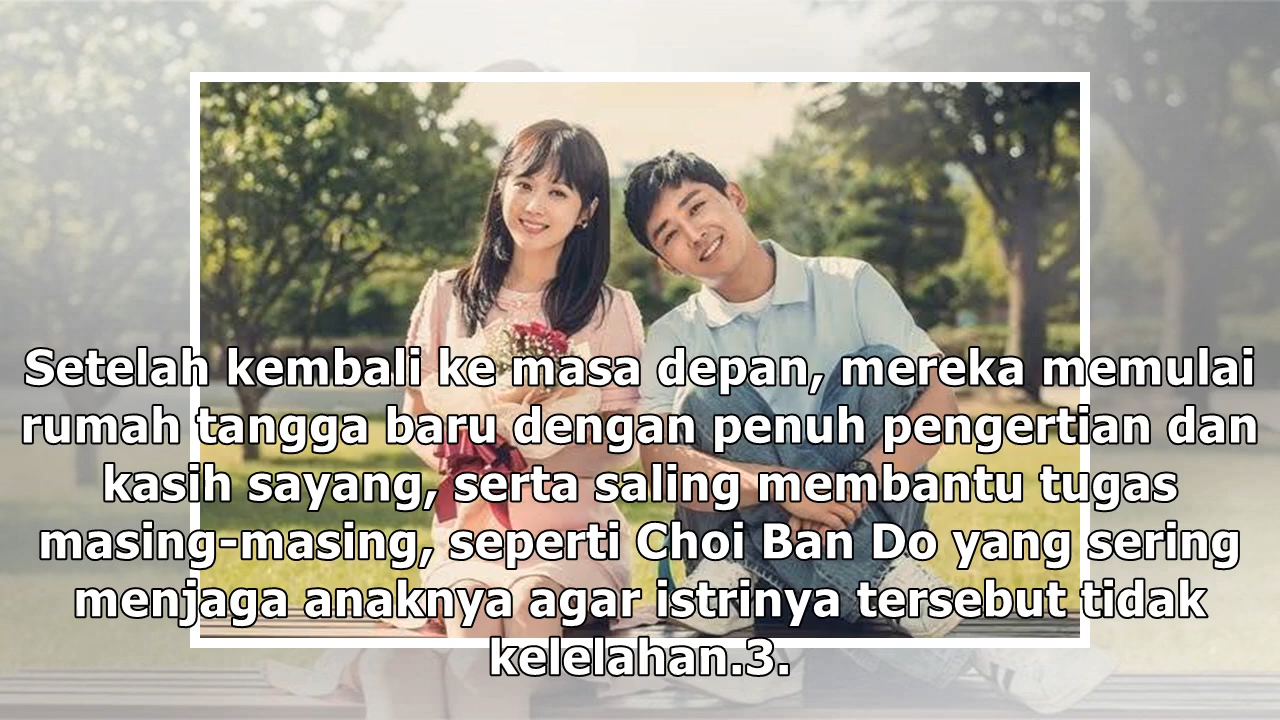 Setelah kembali ke masa depan, mereka memulai
rumah tangga baru dengan penuh pengertian dan
kasih sayang, serta saling membantu tugas
masing-masing, seperti Choi Ban Do yang sering
menjaga anaknya agar istrinya tersebut tidak
kelelahan.3.